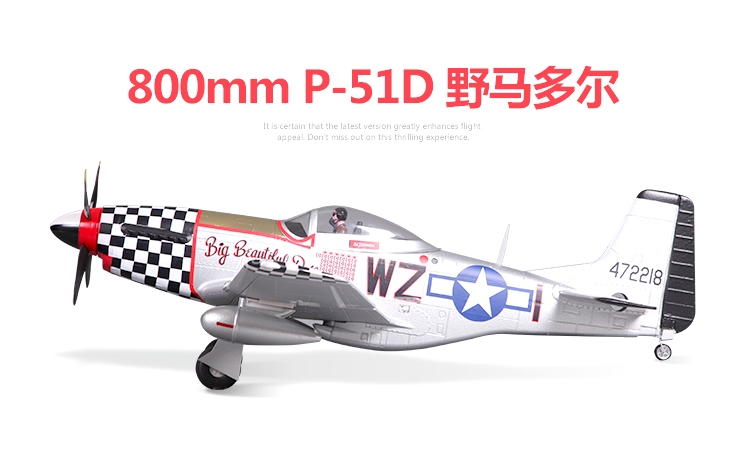 800mm P-51D 野马多尔
It is certain that the latest version greatly enhances flight
appeal. Don't miss out on this thrilling experience.
Big Beautiful
WZ
I
472218